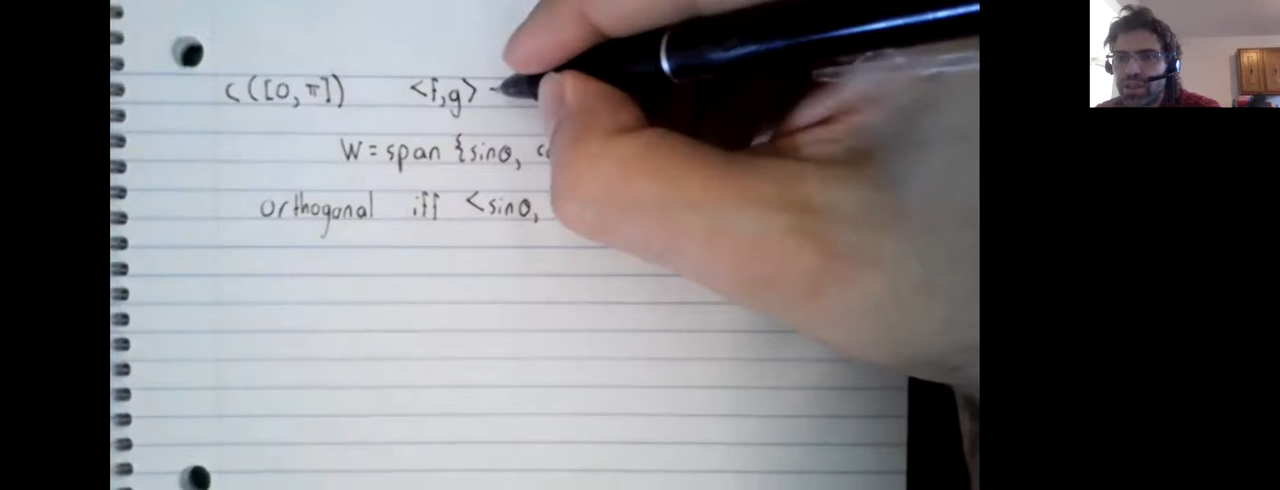 C([0, π]) <f,g>
W = span {sinθ,
orthogonal iff <sinθ,